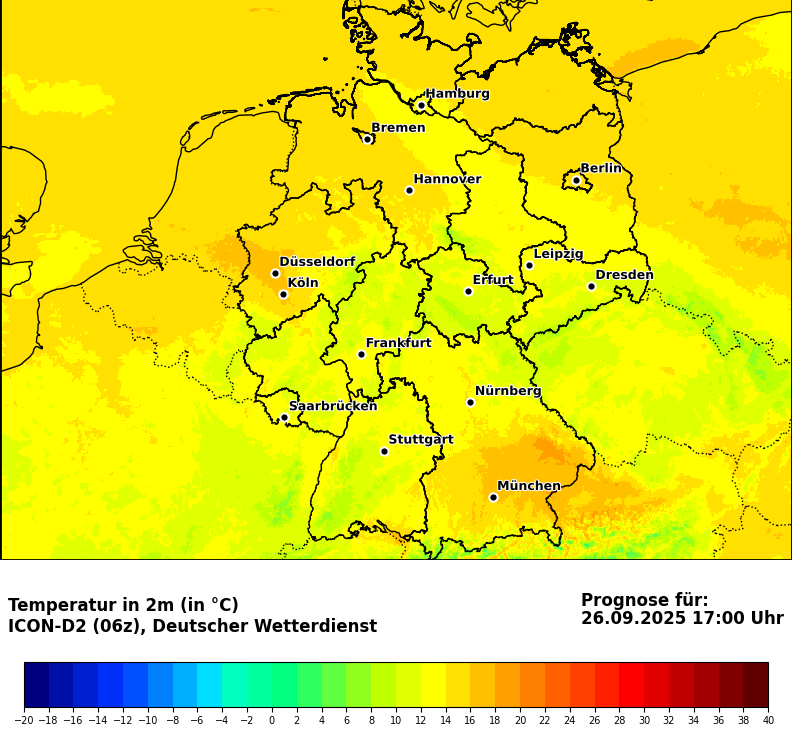 Hamburg
Bremen
Berlin
Hannover
Leipzig
Düsseldorf
Dresden
Köln
Erfurt
Frankfurt
Nürnberg
Saarbrücken
Stuttgart
München
Temperatur in 2m (in °C)
ICON-D2 (06z), Deutscher Wetterdienst
Prognose für:
26.09.2025 17:00 Uhr
−20 −18 −16 −14 −12 −10 −8 −6 −4 −2 0 2 4 6 8 10 12 14 16 18 20 22 24 26 28 30 32 34 36 38 40